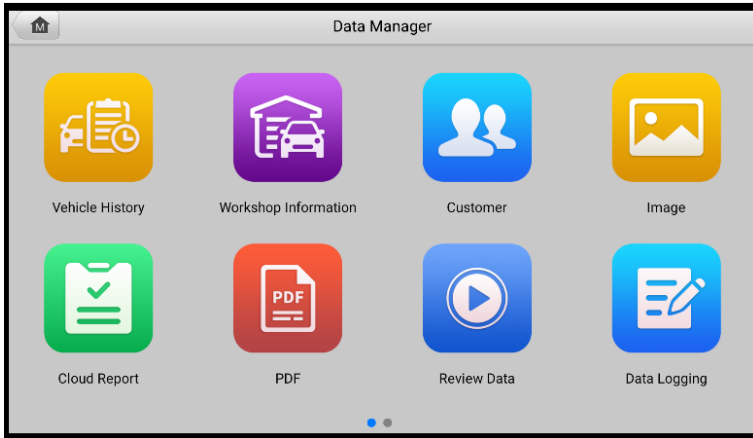 M
Data Manager
Vehicle History
Workshop Information
Customer
Image
PDF
Cloud Report
PDF
Review Data
Data Logging